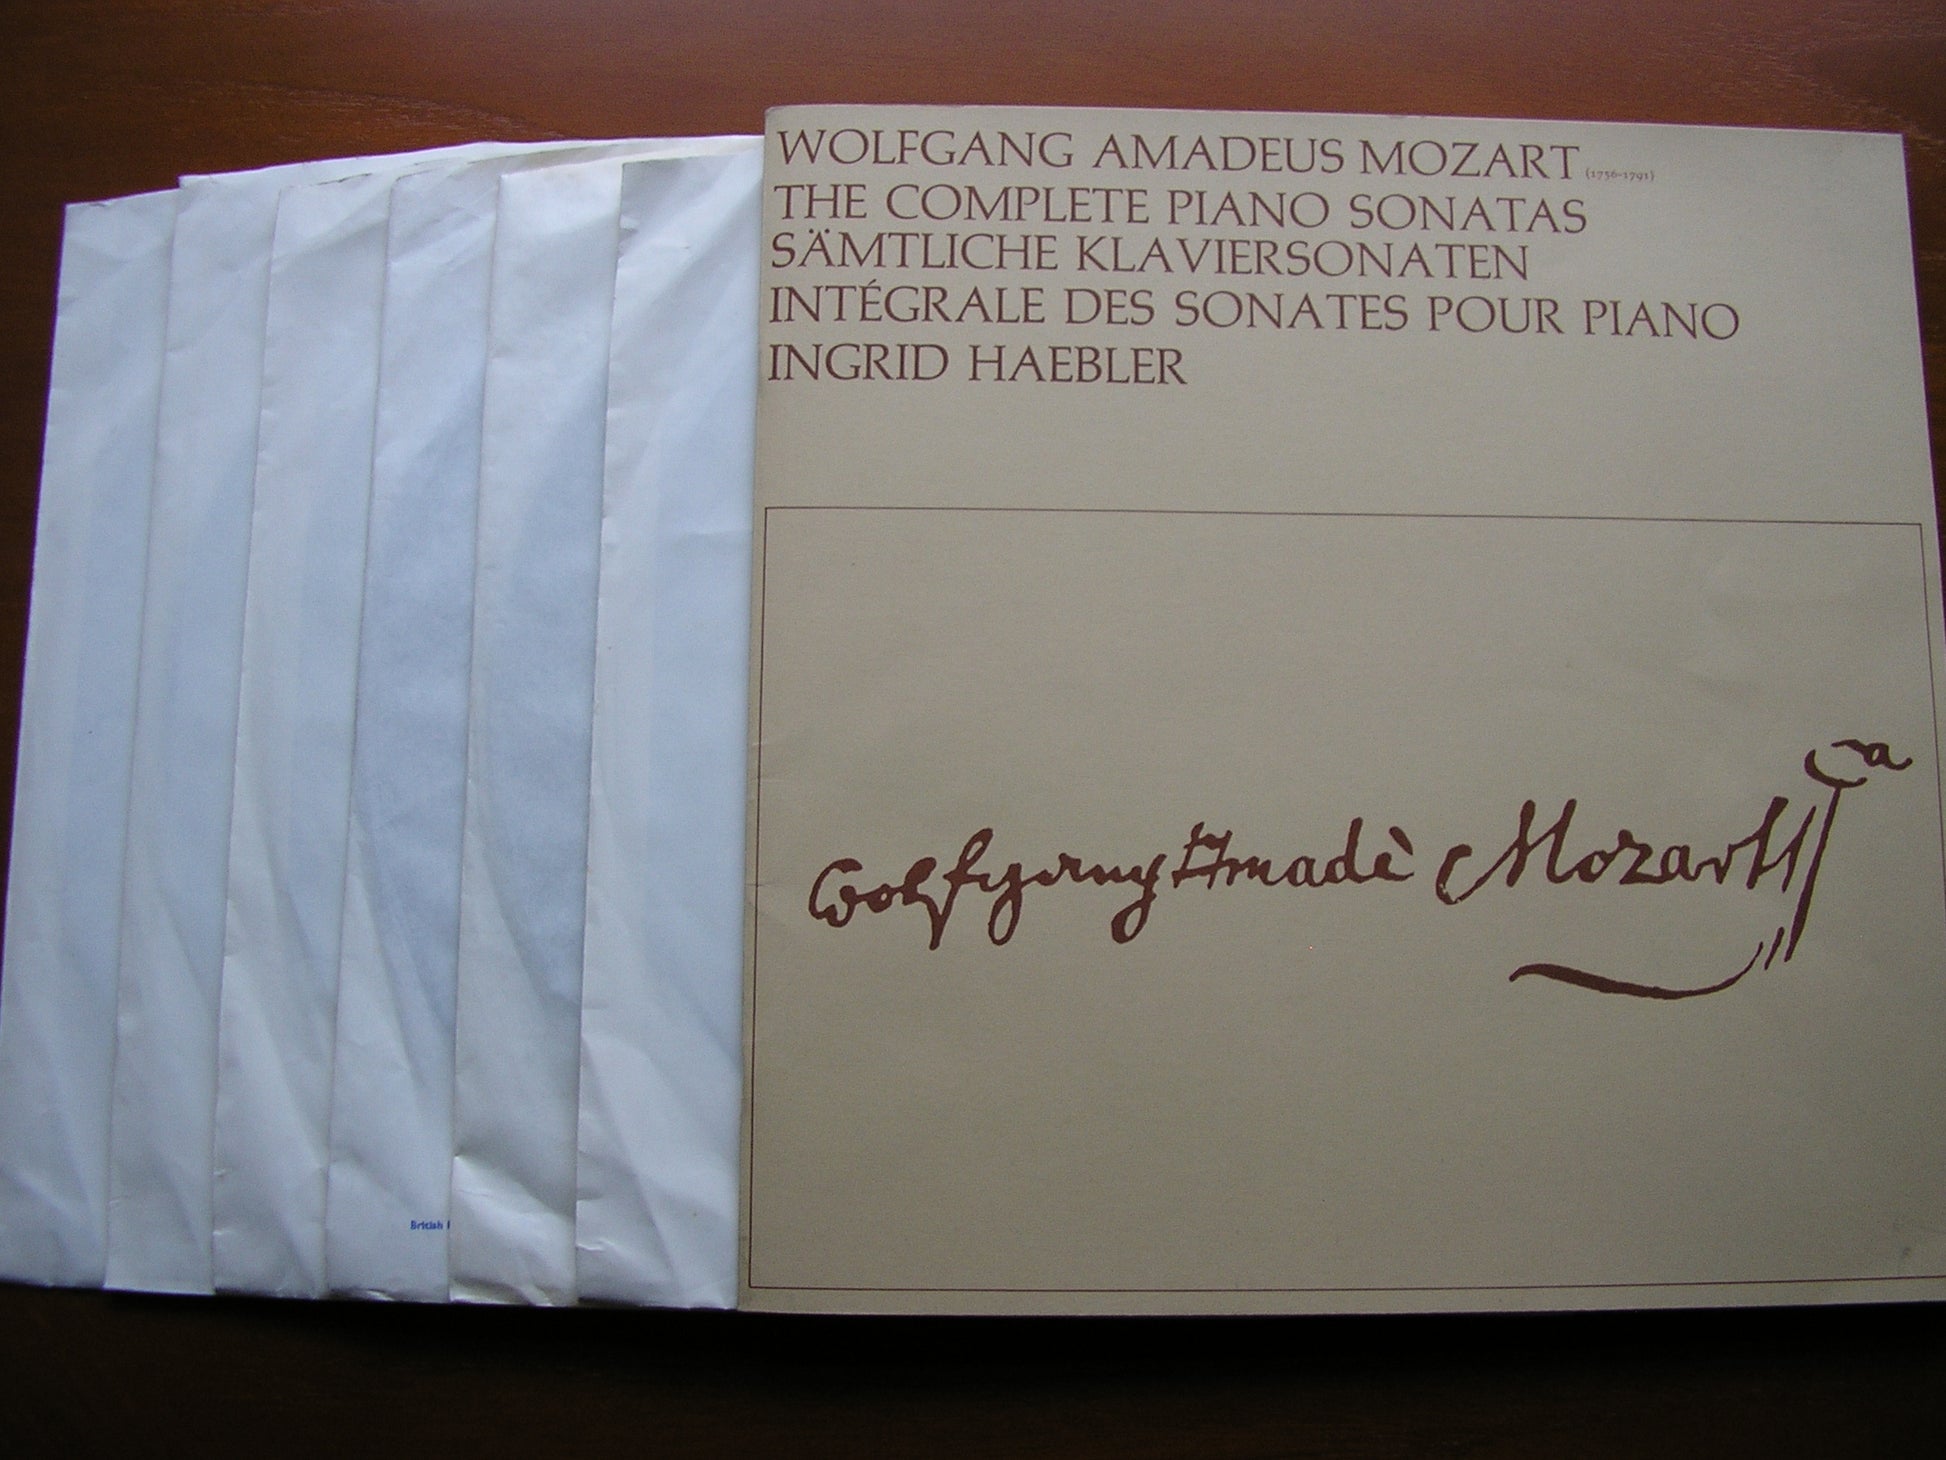 WOLFGANG AMADEUS MOZART (1756-1791)
THE COMPLETE PIANO SONATAS
SÄMTLICHE KLAVIERSONATEN
INTÉGRALE DES SONATES POUR PIANO
INGRID HAEBLER
Wolfgang Amadè Mozart
British